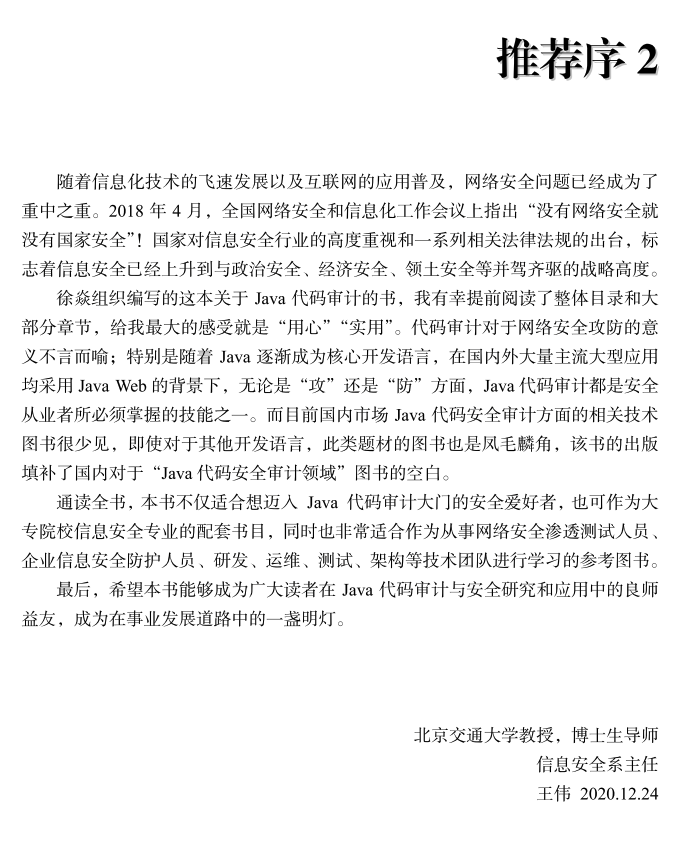 推荐序 2
随着信息化技术的飞速发展以及互联网的应用普及，网络安全问题已经成为了
重中之重。2018 年 4 月，全国网络安全和信息化工作会议上指出“没有网络安全就
没有国家安全”！国家对信息安全行业的高度重视和一系列相关法律法规的出台，标
志着信息安全已经上升到与政治安全、经济安全、领土安全等并驾齐驱的战略高度。
徐焱组织编写的这本关于 Java 代码审计的书，我有幸提前阅读了整体目录和大
部分章节，给我最大的感受就是“用心”“实用”。代码审计对于网络安全攻防的意
义不言而喻；特别是随着 Java 逐渐成为核心开发语言，在国内外大量主流大型应用
均采用 Java Web 的背景下，无论是“攻”还是“防”方面，Java 代码审计都是安全
从业者所必须掌握的技能之一。而目前国内市场 Java 代码安全审计方面的相关技术
图书很少见，即使对于其他开发语言，此类题材的图书也是凤毛麟角，该书的出版
填补了国内对于“Java 代码安全审计领域”图书的空白。
通读全书，本书不仅适合想迈入 Java 代码审计大门的安全爱好者，也可作为大
专院校信息安全专业的配套书目，同时也非常适合作为从事网络安全渗透测试人员、
企业信息安全防护人员、研发、运维、测试、架构等技术团队进行学习的参考图书。
最后，希望本书能够成为广大读者在 Java 代码审计与安全研究和应用中的良师
益友，成为在事业发展道路中的一盏明灯。
北京交通大学教授，博士生导师
信息安全系主任
王伟 2020.12.24